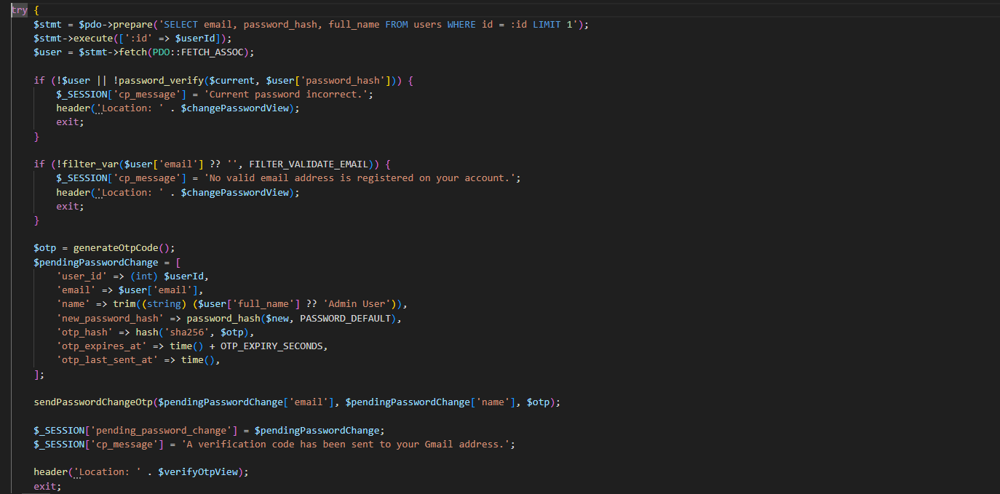 try {
    $stmt = $pdo->prepare('SELECT email, password_hash, full_name FROM users WHERE id = :id LIMIT 1');
    $stmt->execute([':id' => $userId]);
    $user = $stmt->fetch(PDO::FETCH_ASSOC);

    if (!$user || !password_verify($current, $user['password_hash'])) {
        $_SESSION['cp_message'] = 'Current password incorrect.';
        header('Location: ' . $changePasswordView);
        exit;
    }

    if (!filter_var($user['email'] ?? '', FILTER_VALIDATE_EMAIL)) {
        $_SESSION['cp_message'] = 'No valid email address is registered on your account.';
        header('Location: ' . $changePasswordView);
        exit;
    }

    $otp = generateOtpCode();
    $pendingPasswordChange = [
        'user_id' => (int) $userId,
        'email' => $user['email'],
        'name' => trim((string) ($user['full_name'] ?? 'Admin User')),
        'new_password_hash' => password_hash($new, PASSWORD_DEFAULT),
        'otp_hash' => hash('sha256', $otp),
        'otp_expires_at' => time() + OTP_EXPIRY_SECONDS,
        'otp_last_sent_at' => time(),
    ];

    sendPasswordChangeOtp($pendingPasswordChange['email'], $pendingPasswordChange['name'], $otp);

    $_SESSION['pending_password_change'] = $pendingPasswordChange;
    $_SESSION['cp_message'] = 'A verification code has been sent to your Gmail address.';

    header('Location: ' . $verifyOtpView);
    exit;